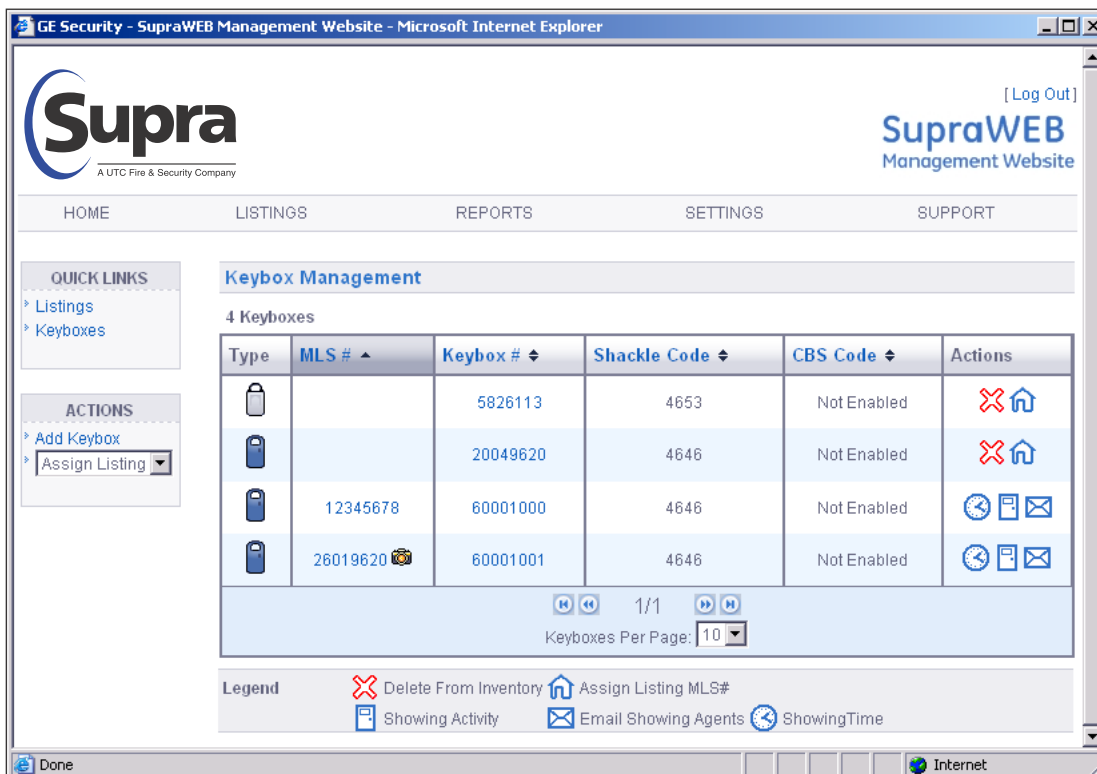 GE Security - SupraWEB Management Website - Microsoft Internet Explorer
Supra
A UTC Fire & Security Company
[ Log Out ]
SupraWEB
Management Website
HOME LISTINGS REPORTS SETTINGS SUPPORT
QUICK LINKS
Listings
Keyboxes
ACTIONS
Add Keybox
Assign Listing
Keybox Management
4 Keyboxes
Type MLS # Keybox # Shackle Code CBS Code Actions
5826113 4653 Not Enabled
20049620 4646 Not Enabled
12345678 60001000 4646 Not Enabled
26019620 60001001 4646 Not Enabled
1/1
Keyboxes Per Page: 10
Legend Delete From Inventory Assign Listing MLS#
Showing Activity Email Showing Agents ShowingTime
Done Internet